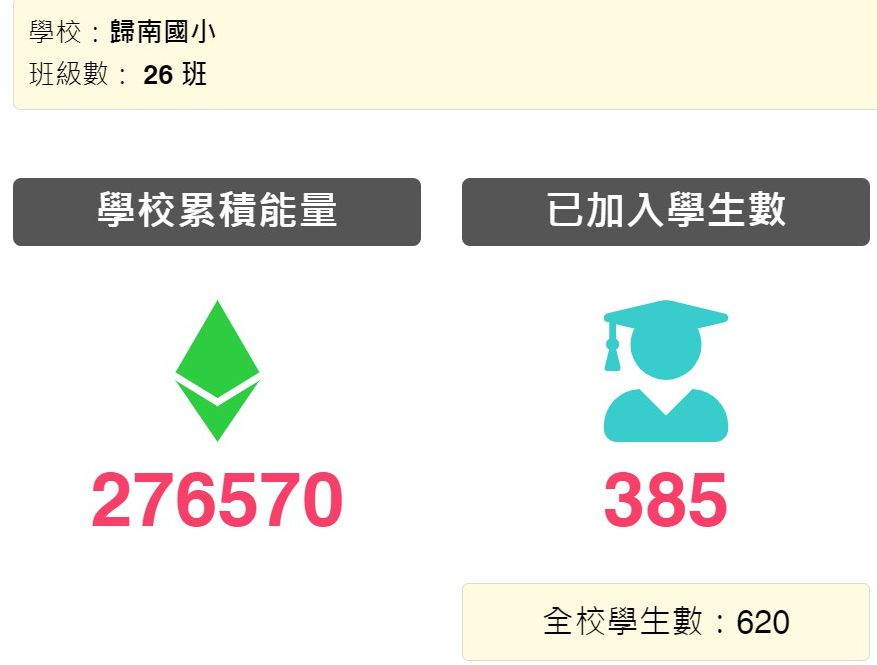 學校：歸南國小
班級數： 26 班
學校累積能量
已加入學生數
276570
385
全校學生數：620